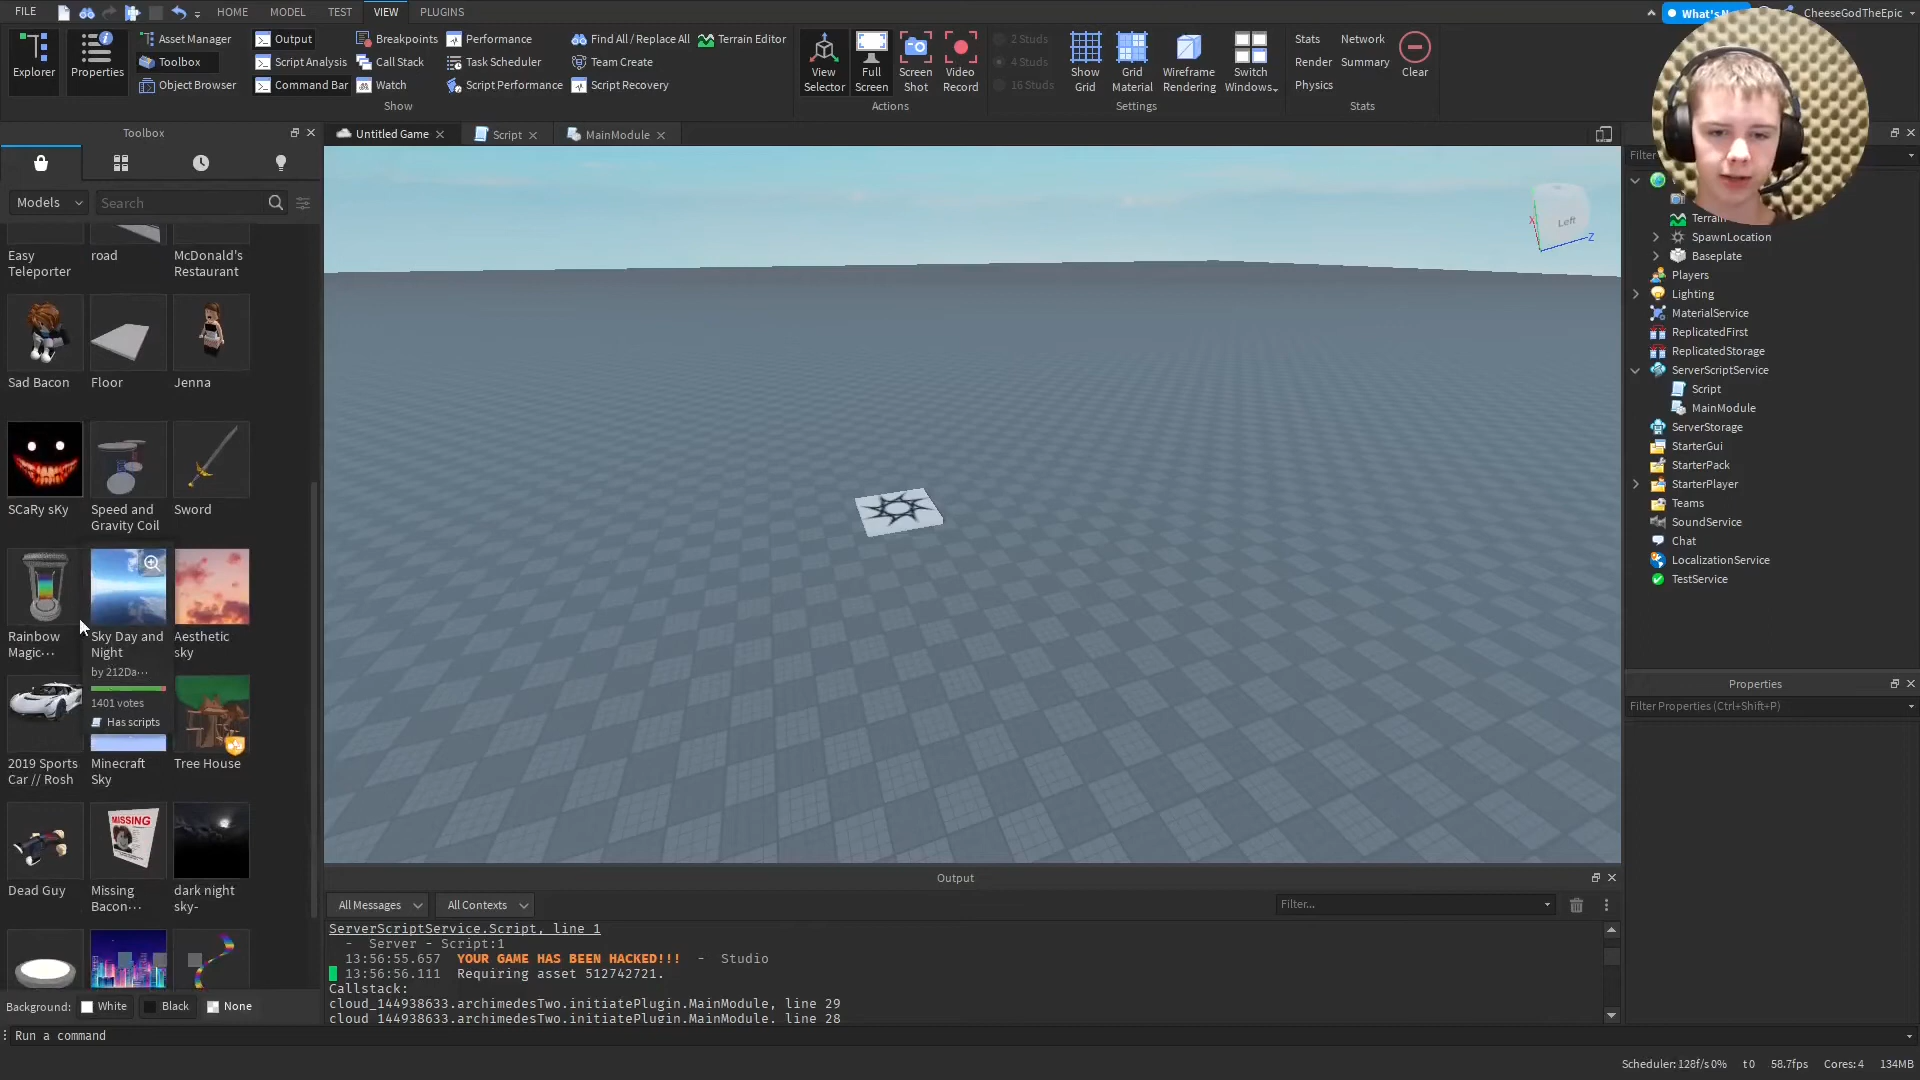 FILE
HOME
MODEL
TEST
VIEW
PLUGINS
What's N
CheeseGodTheEpic
Explorer
Properties
Asset Manager
Toolbox
Object Browser
Output
Script Analysis
Command Bar
Breakpoints
Call Stack
Watch
Performance
Task Scheduler
Script Performance
Find All / Replace All
Team Create
Script Recovery
Terrain Editor
Show
View
Selector
Full
Screen
Screen
Shot
Video
Record
Actions
2 Studs
4 Studs
16 Studs
Show
Grid
Grid
Material
Wireframe
Rendering
Switch
Windows
Settings
Stats
Render
Physics
Network
Summary
Clear
Stats
Toolbox
Untitled Game
Script
MainModule
Models
Search
Easy
Teleporter
road
McDonald's
Restaurant
Sad Bacon
Floor
Jenna
SCaRy sKy
Speed and
Gravity Coil
Sword
Rainbow
Magic...
Sky Day and
Night
by 212Da...
1401 votes
Has scripts
Aesthetic
sky
2019 Sports
Car // Rosh
Minecraft
Sky
Tree House
MISSING
Dead Guy
Missing
Bacon...
dark night
sky-
Background:
White
Black
None
Left
X
Z
Filter
Terrain
SpawnLocation
Baseplate
Players
Lighting
MaterialService
ReplicatedFirst
ReplicatedStorage
ServerScriptService
Script
MainModule
ServerStorage
StarterGui
StarterPack
StarterPlayer
Teams
SoundService
Chat
LocalizationService
TestService
Properties
Filter Properties (Ctrl+Shift+P)
Output
All Messages
All Contexts
Filter...
ServerScriptService.Script, line 1
- Server - Script:1
13:56:55.657 YOUR GAME HAS BEEN HACKED!!! - Studio
13:56:56.111 Requiring asset 512742721.
Callstack:
cloud_144938633.archimedesTwo.initiatePlugin.MainModule, line 29
cloud_144938633.archimedesTwo.initiatePlugin.MainModule, line 28
Run a command
Scheduler: 128f/s 0%
t 0
58.7fps
Cores: 4
134MB